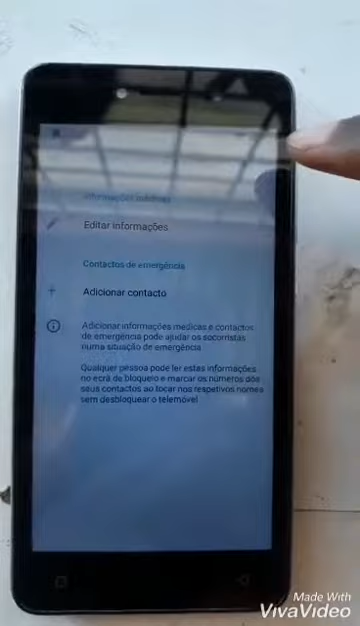 Informações médicas
Editar informações
Contactos de emergência
Adicionar contacto
Adicionar informações médicas e contactos
de emergência pode ajudar os socorristas
numa situação de emergência.
Qualquer pessoa pode ler estas informações
no ecrã de bloqueio e marcar os números dos
seus contactos ao tocar nos respetivos nomes
sem desbloquear o telemóvel
Made With
VivaVideo